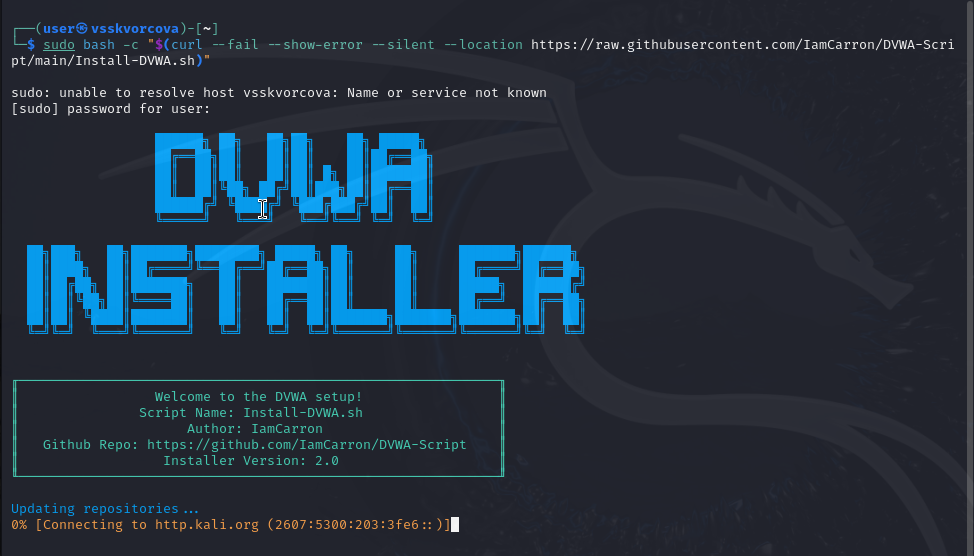 ┌──(user㉿vsskvorcova)-[~]
└─$ sudo bash -c "$(curl --fail --show-error --silent --location https://raw.githubusercontent.com/IamCarron/DVWA-Scri
pt/main/Install-DVWA.sh)"
sudo: unable to resolve host vsskvorcova: Name or service not known
[sudo] password for user:
DVWA
INSTALLER
Welcome to the DVWA setup!
Script Name: Install-DVWA.sh
Author: IamCarron
Github Repo: https://github.com/IamCarron/DVWA-Script
Installer Version: 2.0
Updating repositories...
0% [Connecting to http.kali.org (2607:5300:203:3fe6::)]